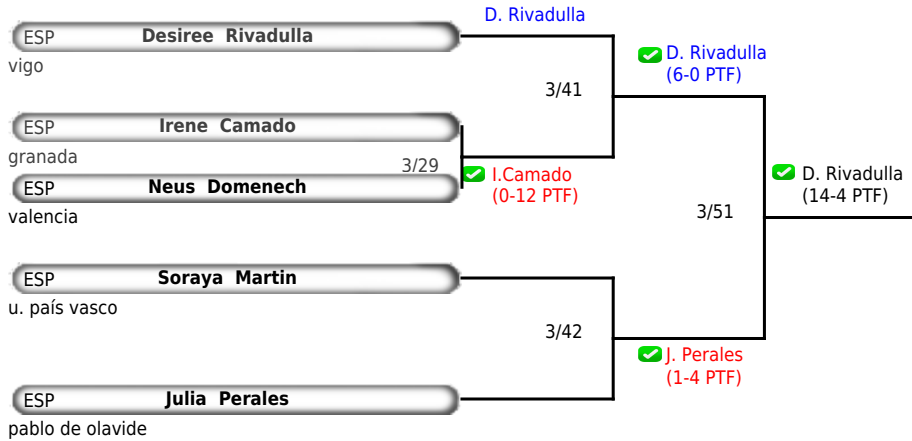 D. Rivadulla
ESP Desiree Rivadulla
vigo
D. Rivadulla
(6-0 PTF)
3/41
ESP Irene Camado
granada
3/29
I.Camado
(0-12 PTF)
ESP Neus Domenech
valencia
D. Rivadulla
(14-4 PTF)
3/51
ESP Soraya Martin
u. país vasco
3/42
J. Perales
(1-4 PTF)
ESP Julia Perales
pablo de olavide